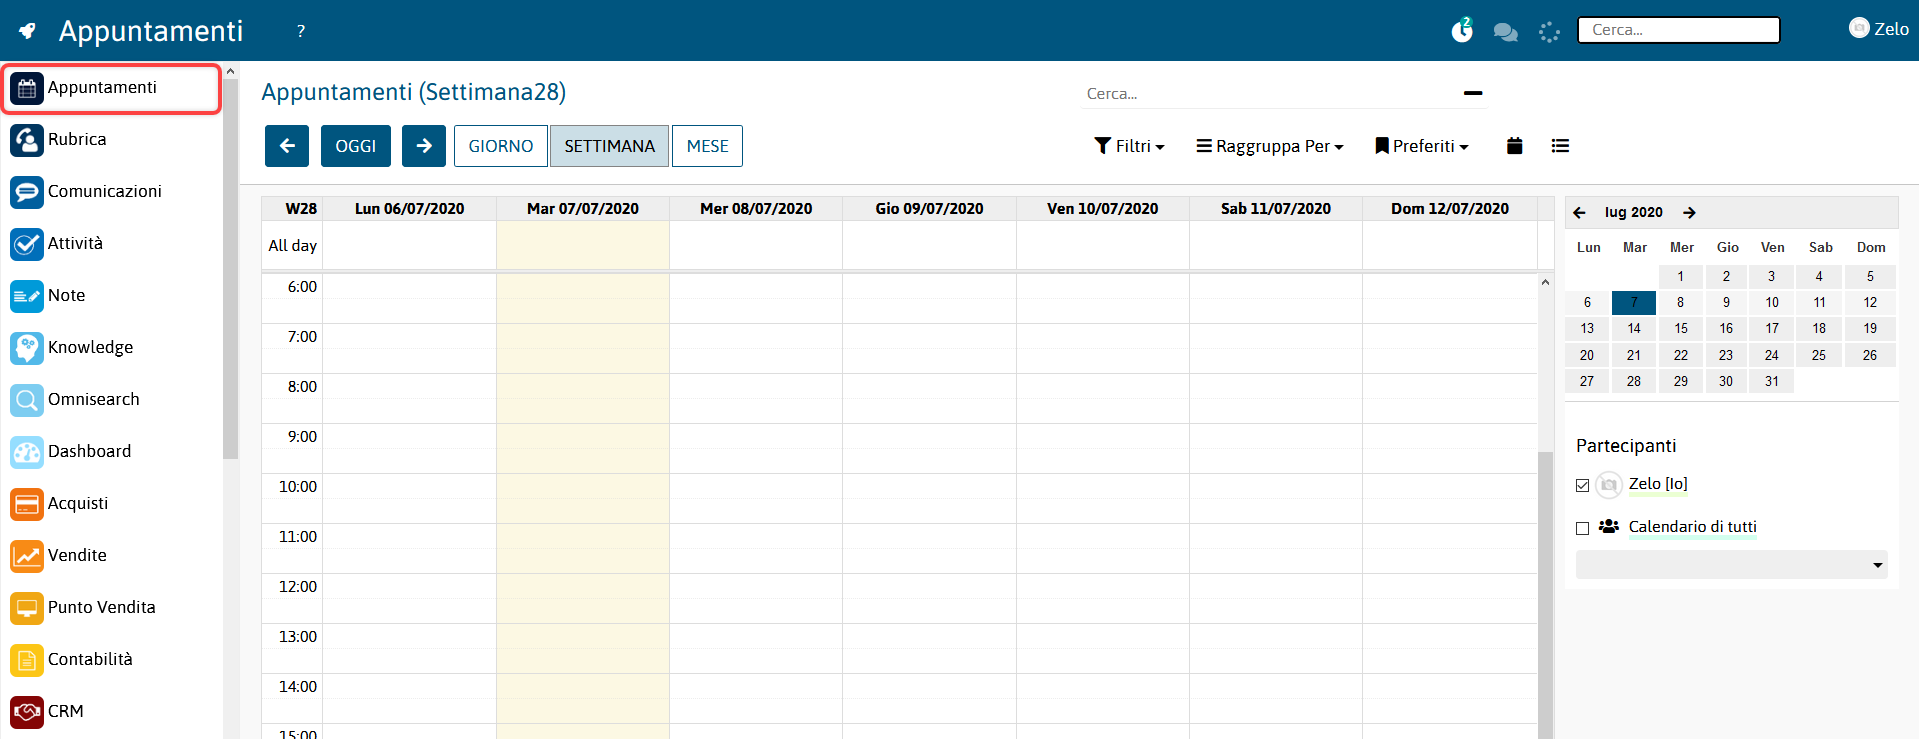 Appuntamenti ? 2 Cerca... Zelo
Appuntamenti
Rubrica
Comunicazioni
Attività
Note
Knowledge
Omnisearch
Dashboard
Acquisti
Vendite
Punto Vendita
Contabilità
CRM
Appuntamenti (Settimana28)
Cerca...
OGGI GIORNO SETTIMANA MESE
Filtri Raggruppa Per Preferiti
W28 Lun 06/07/2020 Mar 07/07/2020 Mer 08/07/2020 Gio 09/07/2020 Ven 10/07/2020 Sab 11/07/2020 Dom 12/07/2020
All day
6:00
7:00
8:00
9:00
10:00
11:00
12:00
13:00
14:00
15:00
lug 2020
Lun Mar Mer Gio Ven Sab Dom
1 2 3 4 5
6 7 8 9 10 11 12
13 14 15 16 17 18 19
20 21 22 23 24 25 26
27 28 29 30 31
Partecipanti
Zelo [Io]
Calendario di tutti